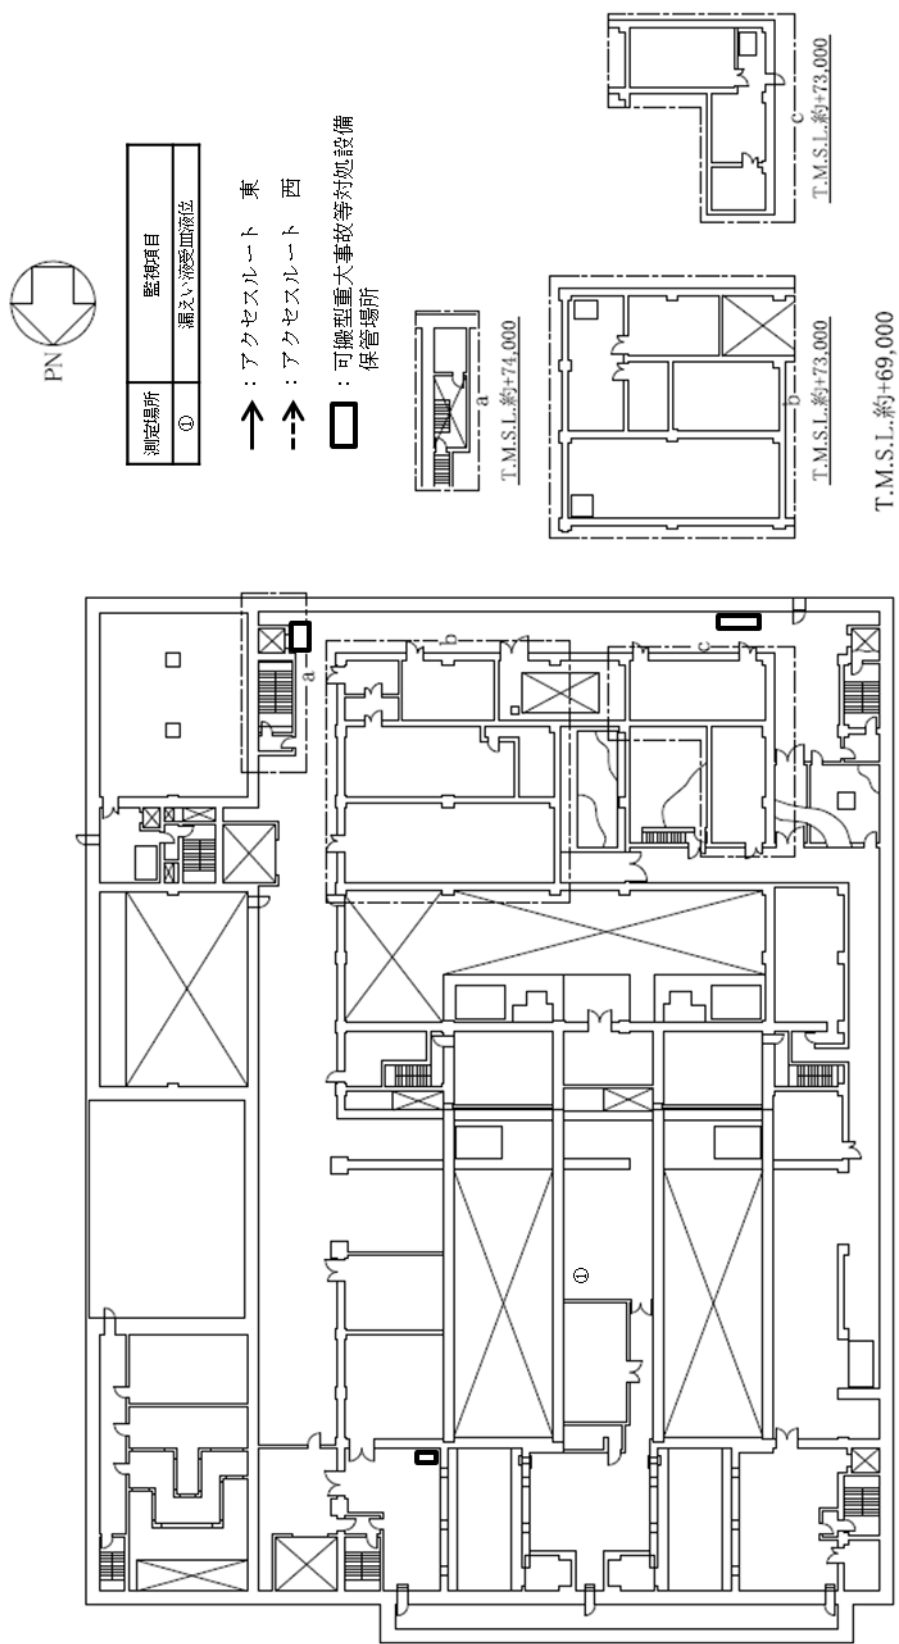 PN
測定場所 監視項目
① 漏えい液受皿液位
：アクセスルート 東
：アクセスルート 西
：可搬型重大事故等対処設備
保管場所
a
T.M.S.L.約+74,000
b
T.M.S.L.約+73,000
c
T.M.S.L.約+73,000
T.M.S.L.約+69,000
a
b
c
①